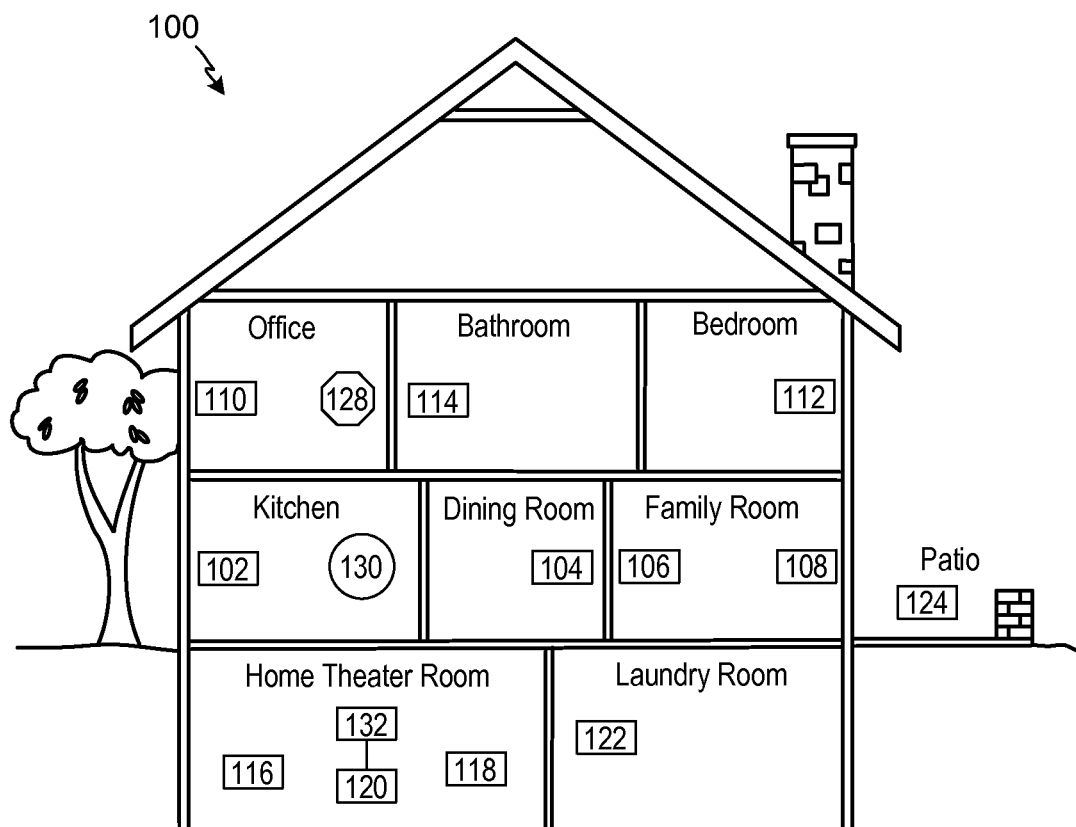 100
Office
Bathroom
Bedroom
110
128
114
112
Kitchen
Dining Room
Family Room
102
130
104
106
108
Patio
124
Home Theater Room
Laundry Room
132
122
116
120
118